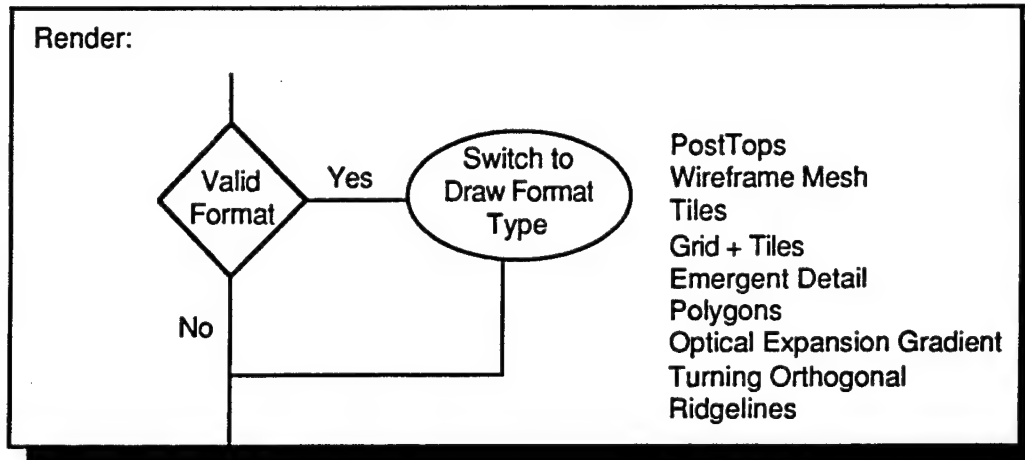 Render:
Valid
Format
Yes
No
Switch to
Draw Format
Type
PostTops
Wireframe Mesh
Tiles
Grid + Tiles
Emergent Detail
Polygons
Optical Expansion Gradient
Turning Orthogonal
Ridgelines